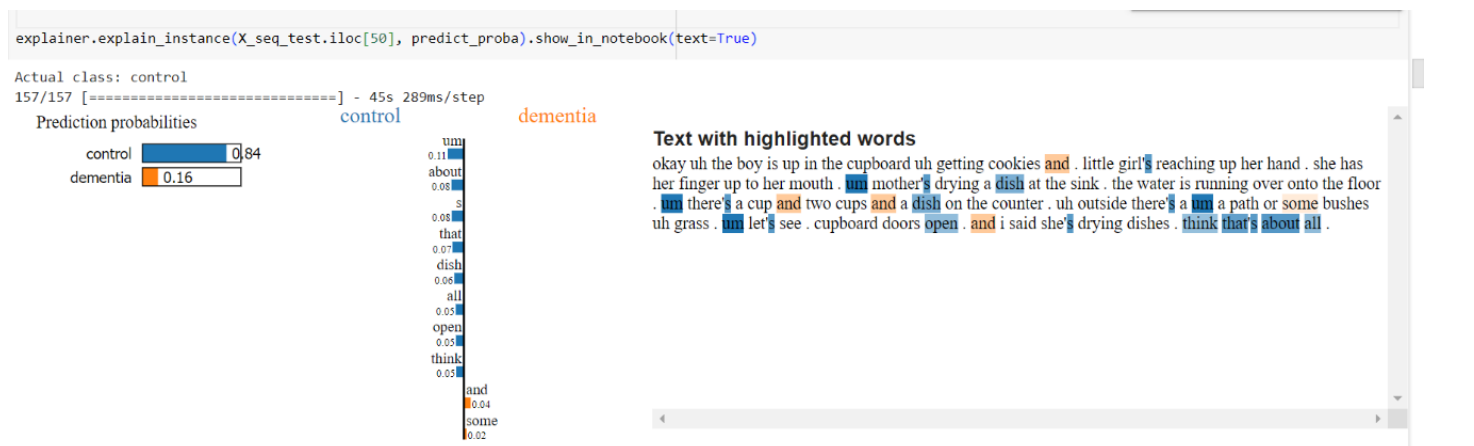 explainer.explain_instance(X_seq_test.iloc[50], predict_proba).show_in_notebook(text=True)
Actual class: control
157/157 [==============================] - 45s 289ms/step
Prediction probabilities
control 0.84
dementia 0.16
control dementia
um
0.11
about
0.08
s
0.08
that
0.07
dish
0.06
all
0.05
open
0.05
think
0.05
and
0.04
some
0.02
Text with highlighted words
okay uh the boy is up in the cupboard uh getting cookies and . little girl's reaching up her hand . she has
her finger up to her mouth . um mother's drying a dish at the sink . the water is running over onto the floor
. um there's a cup and two cups and a dish on the counter . uh outside there's a um a path or some bushes
uh grass . um let's see . cupboard doors open . and i said she's drying dishes . think that's about all .